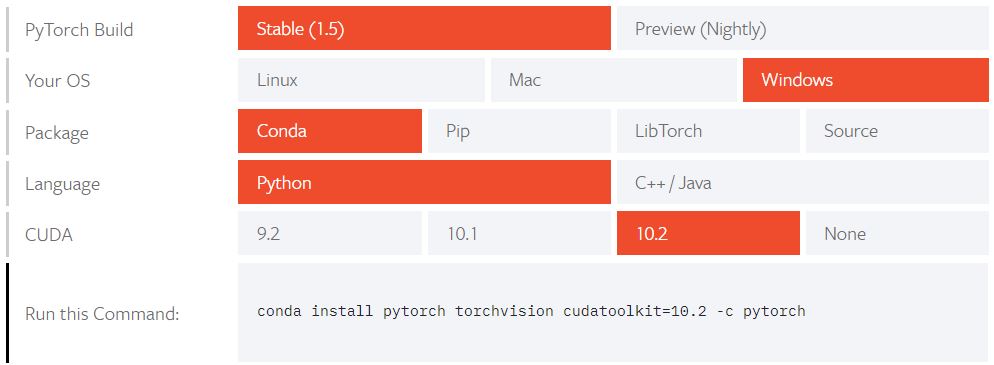 PyTorch Build Stable (1.5) Preview (Nightly)
Your OS Linux Mac Windows
Package Conda Pip LibTorch Source
Language Python C++ / Java
CUDA 9.2 10.1 10.2 None
Run this Command: conda install pytorch torchvision cudatoolkit=10.2 -c pytorch